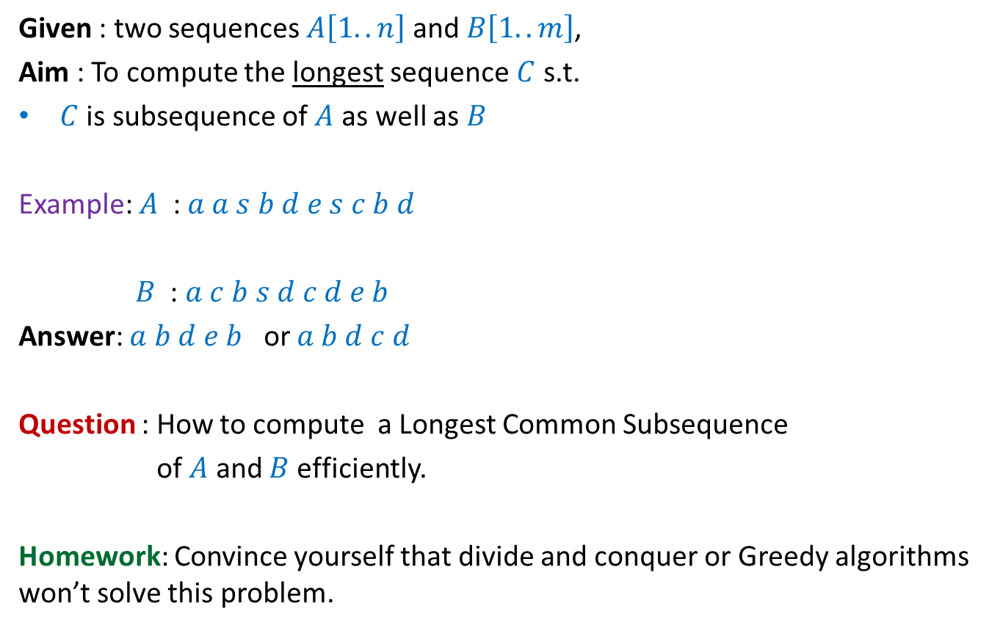 Given : two sequences A[1..n] and B[1..m],
Aim : To compute the longest sequence C s.t.
• C is subsequence of A as well as B
Example: A : a a s b d e s c b d
B : a c b s d c d e b
Answer: a b d e b or a b d c d
Question : How to compute a Longest Common Subsequence
of A and B efficiently.
Homework: Convince yourself that divide and conquer or Greedy algorithms
won’t solve this problem.